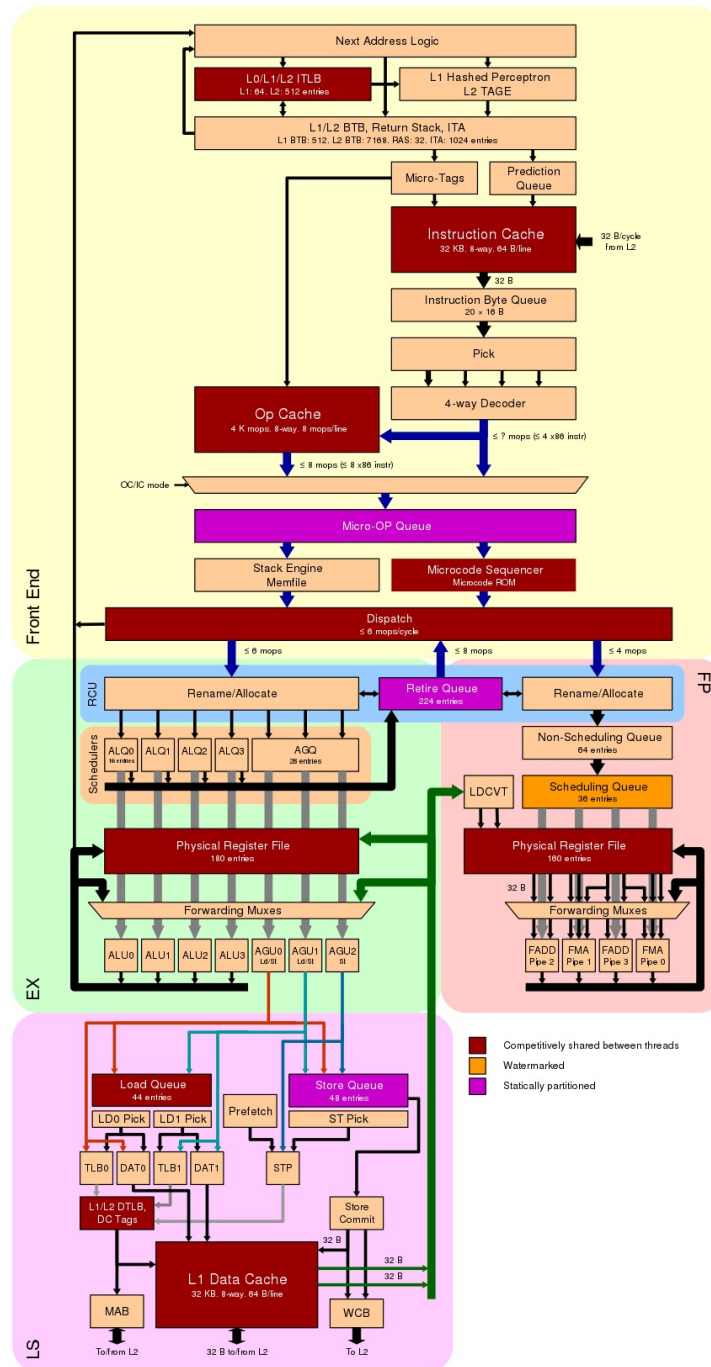 Next Address Logic
L0/L1/L2 ITLB
L1: 64. L2: 512 entries
L1 Hashed Perceptron
L2 TAGE
L1/L2 BTB, Return Stack, ITA
L1 BTB: 512. L2 BTB: 7168. RAS: 32. ITA: 1024 entries
Micro-Tags
Prediction
Queue
Instruction Cache
32 KB. 8-way. 64 B/line
32 B/cycle
from L2
32 B
Instruction Byte Queue
20 × 16 B
Pick
4-way Decoder
Op Cache
4 K mops. 8-way. 8 mops/line
≤ ? mops (≤ 4 x86 instr)
≤ 8 mops (≤ 8 x86 instr)
OC/IC mode
Micro-OP Queue
Stack Engine
Memfile
Microcode Sequencer
Microcode ROM
Front End
Dispatch
≤ 6 mops/cycle
≤ 6 mops
≤ 8 mops
≤ 4 mops
FP
RCU
Rename/Allocate
Retire Queue
224 entries
Rename/Allocate
Schedulers
ALQ0
16 entries
ALQ1
ALQ2
ALQ3
AGQ
28 entries
Non-Scheduling Queue
64 entries
LDCVT
Scheduling Queue
36 entries
Physical Register File
180 entries
Physical Register File
160 entries
32 B
Forwarding Muxes
Forwarding Muxes
EX
ALU0
ALU1
ALU2
ALU3
AGU0
Ld/St
AGU1
Ld/St
AGU2
St
FADD
Pipe 2
FMA
Pipe 1
FADD
Pipe 3
FMA
Pipe 0
Competitively shared between threads
Watermarked
Statically partitioned
Load Queue
44 entries
Store Queue
48 entries
LD0 Pick
LD1 Pick
Prefetch
ST Pick
TLB0
DAT0
TLB1
DAT1
STP
L1/L2 DTLB,
DC Tags
Store
Commit
32 B
L1 Data Cache
32 KB. 8-way. 64 B/line
32 B
32 B
MAB
WCB
LS
To/from L2
32 B to/from L2
To L2